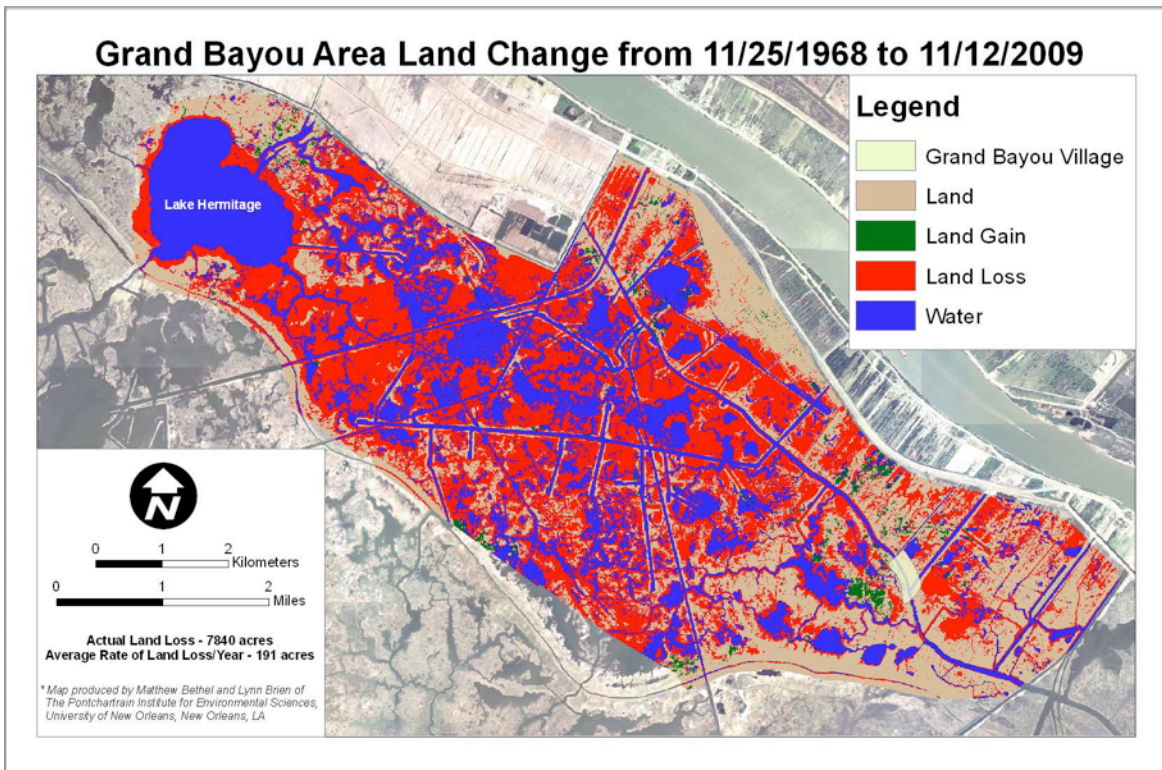 Grand Bayou Area Land Change from 11/25/1968 to 11/12/2009
Legend
Grand Bayou Village
Land
Land Gain
Land Loss
Water
Lake Hermitage
N
0 1 2
Kilometers
0 1 2
Miles
Actual Land Loss - 7840 acres
Average Rate of Land Loss/Year - 191 acres
* Map produced by Matthew Bethel and Lynn Brien of
The Pontchartrain Institute for Environmental Sciences,
University of New Orleans, New Orleans, LA